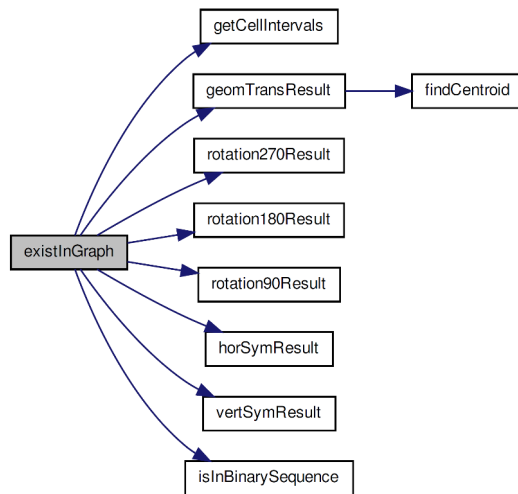 getCellIntervals
geomTransResult
findCentroid
rotation270Result
rotation180Result
existInGraph
rotation90Result
horSymResult
vertSymResult
isInBinarySequence